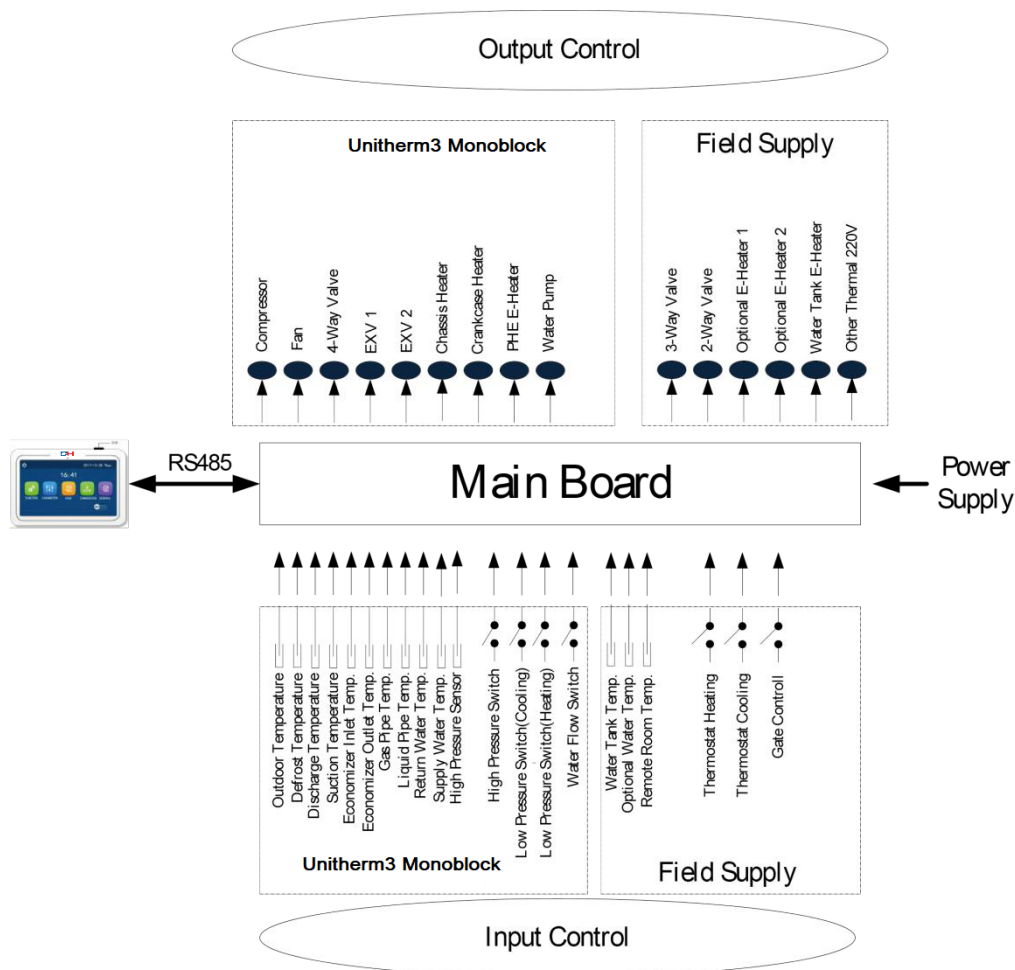 Output Control
Unitherm3 Monoblock
Field Supply
Compressor
Fan
4-Way Valve
EXV 1
EXV 2
Chassis Heater
Crankcase Heater
PHE E-Heater
Water Pump
3-Way Valve
2-Way Valve
Optional E-Heater 1
Optional E-Heater 2
Water Tank E-Heater
Other Thermal 220V
16:41
RS485
Main Board
Power
Supply
Outdoor Temperature
Defrost Temperature
Discharge Temperature
Suction Temperature
Economizer Inlet Temp.
Economizer Outlet Temp.
Gas Pipe Temp.
Liquid Pipe Temp.
Return Water Temp.
Supply Water Temp.
High Pressure Sensor
High Pressure Switch
Low Pressure Switch(Cooling)
Low Pressure Switch(Heating)
Water Flow Switch
Water Tank Temp.
Optional Water Temp.
Remote Room Temp.
Thermostat Heating
Thermostat Cooling
Gate Controll
Unitherm3 Monoblock
Field Supply
Input Control